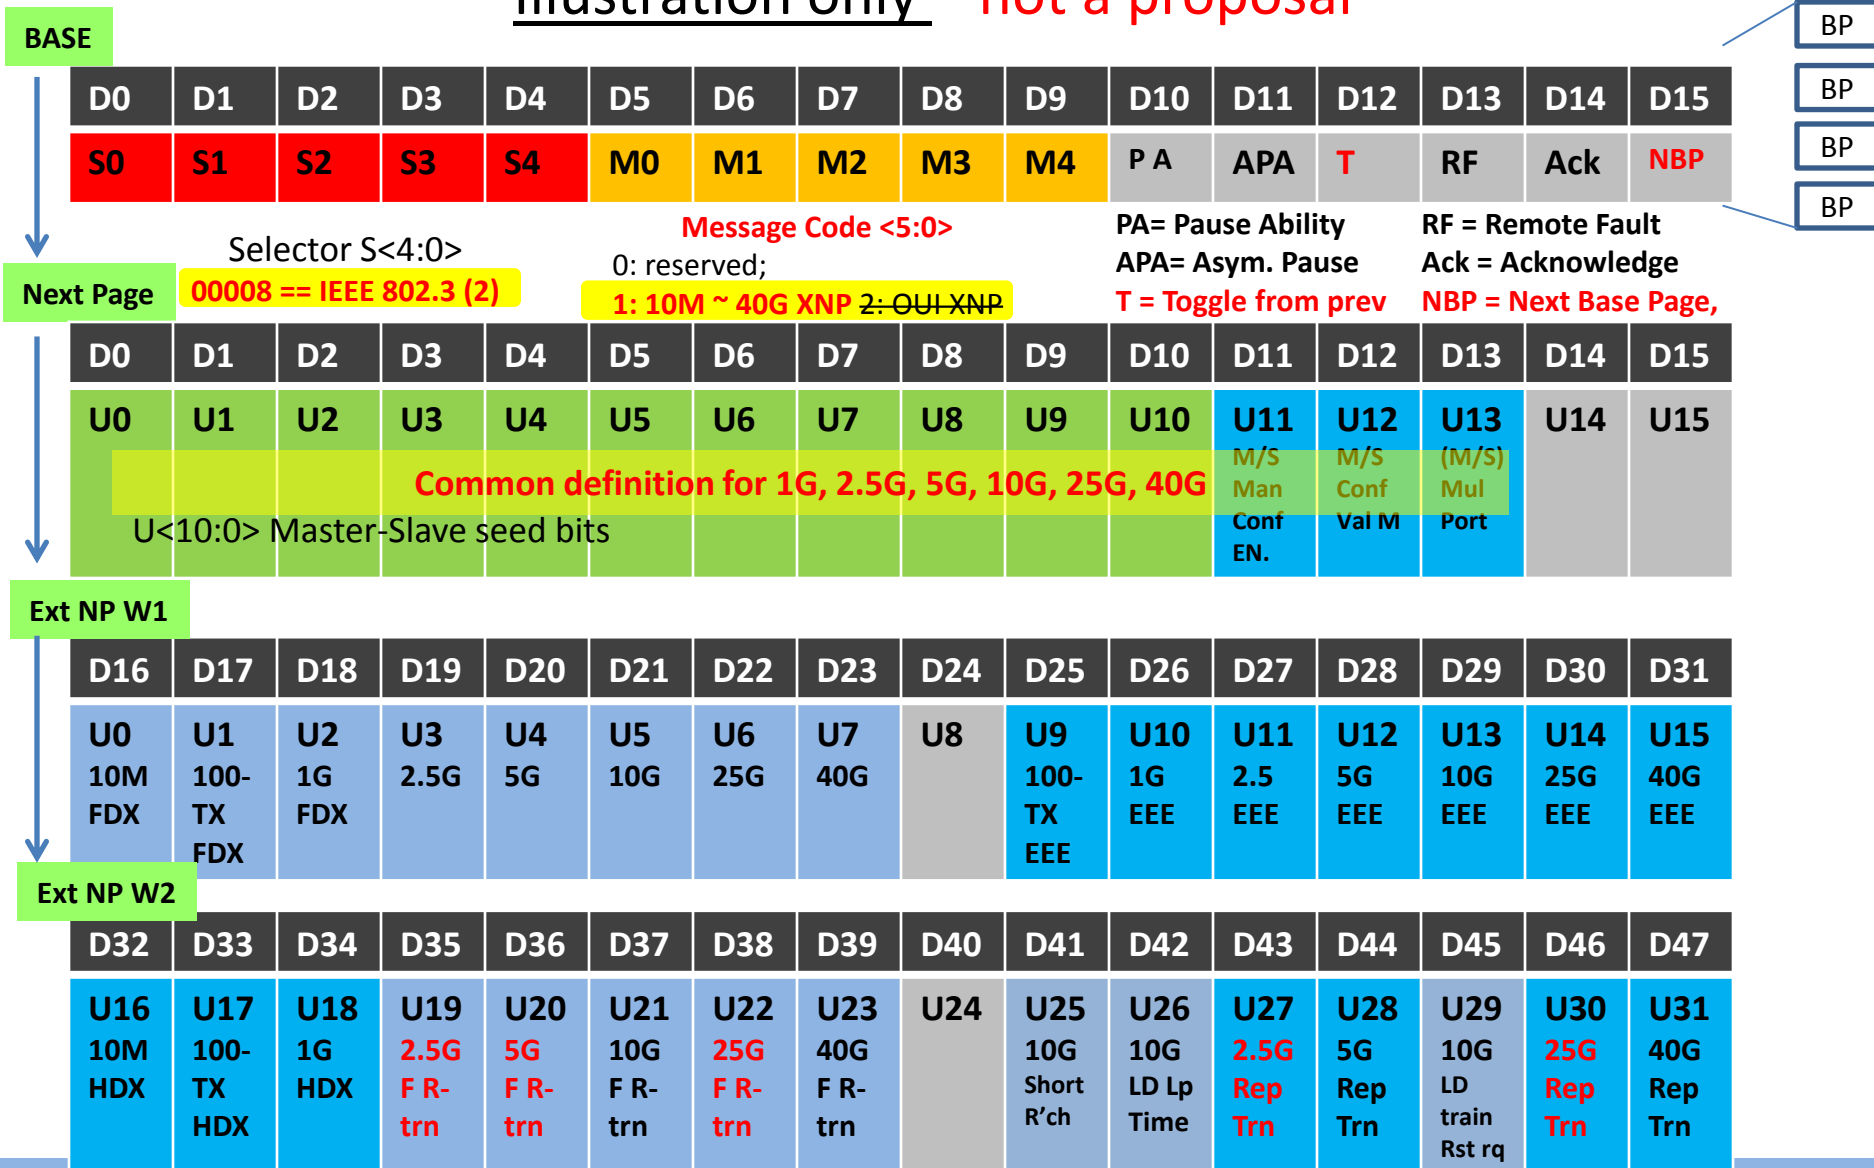 Illustration only not a proposal
BP
BP
BP
BP
BASE
D0 D1 D2 D3 D4 D5 D6 D7 D8 D9 D10 D11 D12 D13 D14 D15
S0 S1 S2 S3 S4 M0 M1 M2 M3 M4 P A APA T RF Ack NBP
Selector S<4:0>
00008 == IEEE 802.3 (2)
Message Code <5:0>
0: reserved;
1: 10M ~ 40G XNP 2: OUI XNP
PA= Pause Ability
APA= Asym. Pause
T = Toggle from prev
RF = Remote Fault
Ack = Acknowledge
NBP = Next Base Page,
Next Page
D0 D1 D2 D3 D4 D5 D6 D7 D8 D9 D10 D11 D12 D13 D14 D15
U0 U1 U2 U3 U4 U5 U6 U7 U8 U9 U10 U11 U12 U13 U14 U15
M/S M/S (M/S)
Man Conf Mul
Conf Val M Port
EN.
Common definition for 1G, 2.5G, 5G, 10G, 25G, 40G
U<10:0> Master-Slave seed bits
Ext NP W1
D16 D17 D18 D19 D20 D21 D22 D23 D24 D25 D26 D27 D28 D29 D30 D31
U0 U1 U2 U3 U4 U5 U6 U7 U8 U9 U10 U11 U12 U13 U14 U15
10M 100- 1G 2.5G 5G 10G 25G 40G 100- 1G 2.5 5G 10G 25G 40G
FDX TX FDX TX EEE EEE EEE EEE EEE EEE
FDX EEE
Ext NP W2
D32 D33 D34 D35 D36 D37 D38 D39 D40 D41 D42 D43 D44 D45 D46 D47
U16 U17 U18 U19 U20 U21 U22 U23 U24 U25 U26 U27 U28 U29 U30 U31
10M 100- 1G 2.5G 5G 10G 25G 40G 10G 10G 2.5G 5G 10G 25G 40G
HDX TX HDX F R- F R- F R- F R- F R- Short LD Lp Rep Rep LD Rep Rep
HDX trn trn trn trn trn R'ch Time Trn Trn train Trn Trn
Rst rq